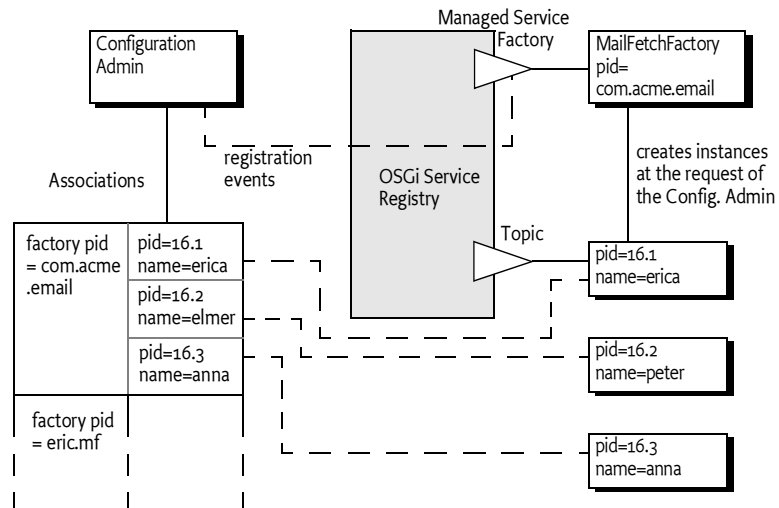 Managed Service
Factory
Configuration
Admin
MailFetchFactory
pid=
com.acme.email
registration
events
creates instances
at the request of
the Config. Admin
Associations
OSGi Service
Registry
Topic
factory pid
= com.acme
.email
pid=16.1
name=erica
pid=16.2
name=elmer
pid=16.3
name=anna
factory pid
= eric.mf
pid=16.1
name=erica
pid=16.2
name=peter
pid=16.3
name=anna